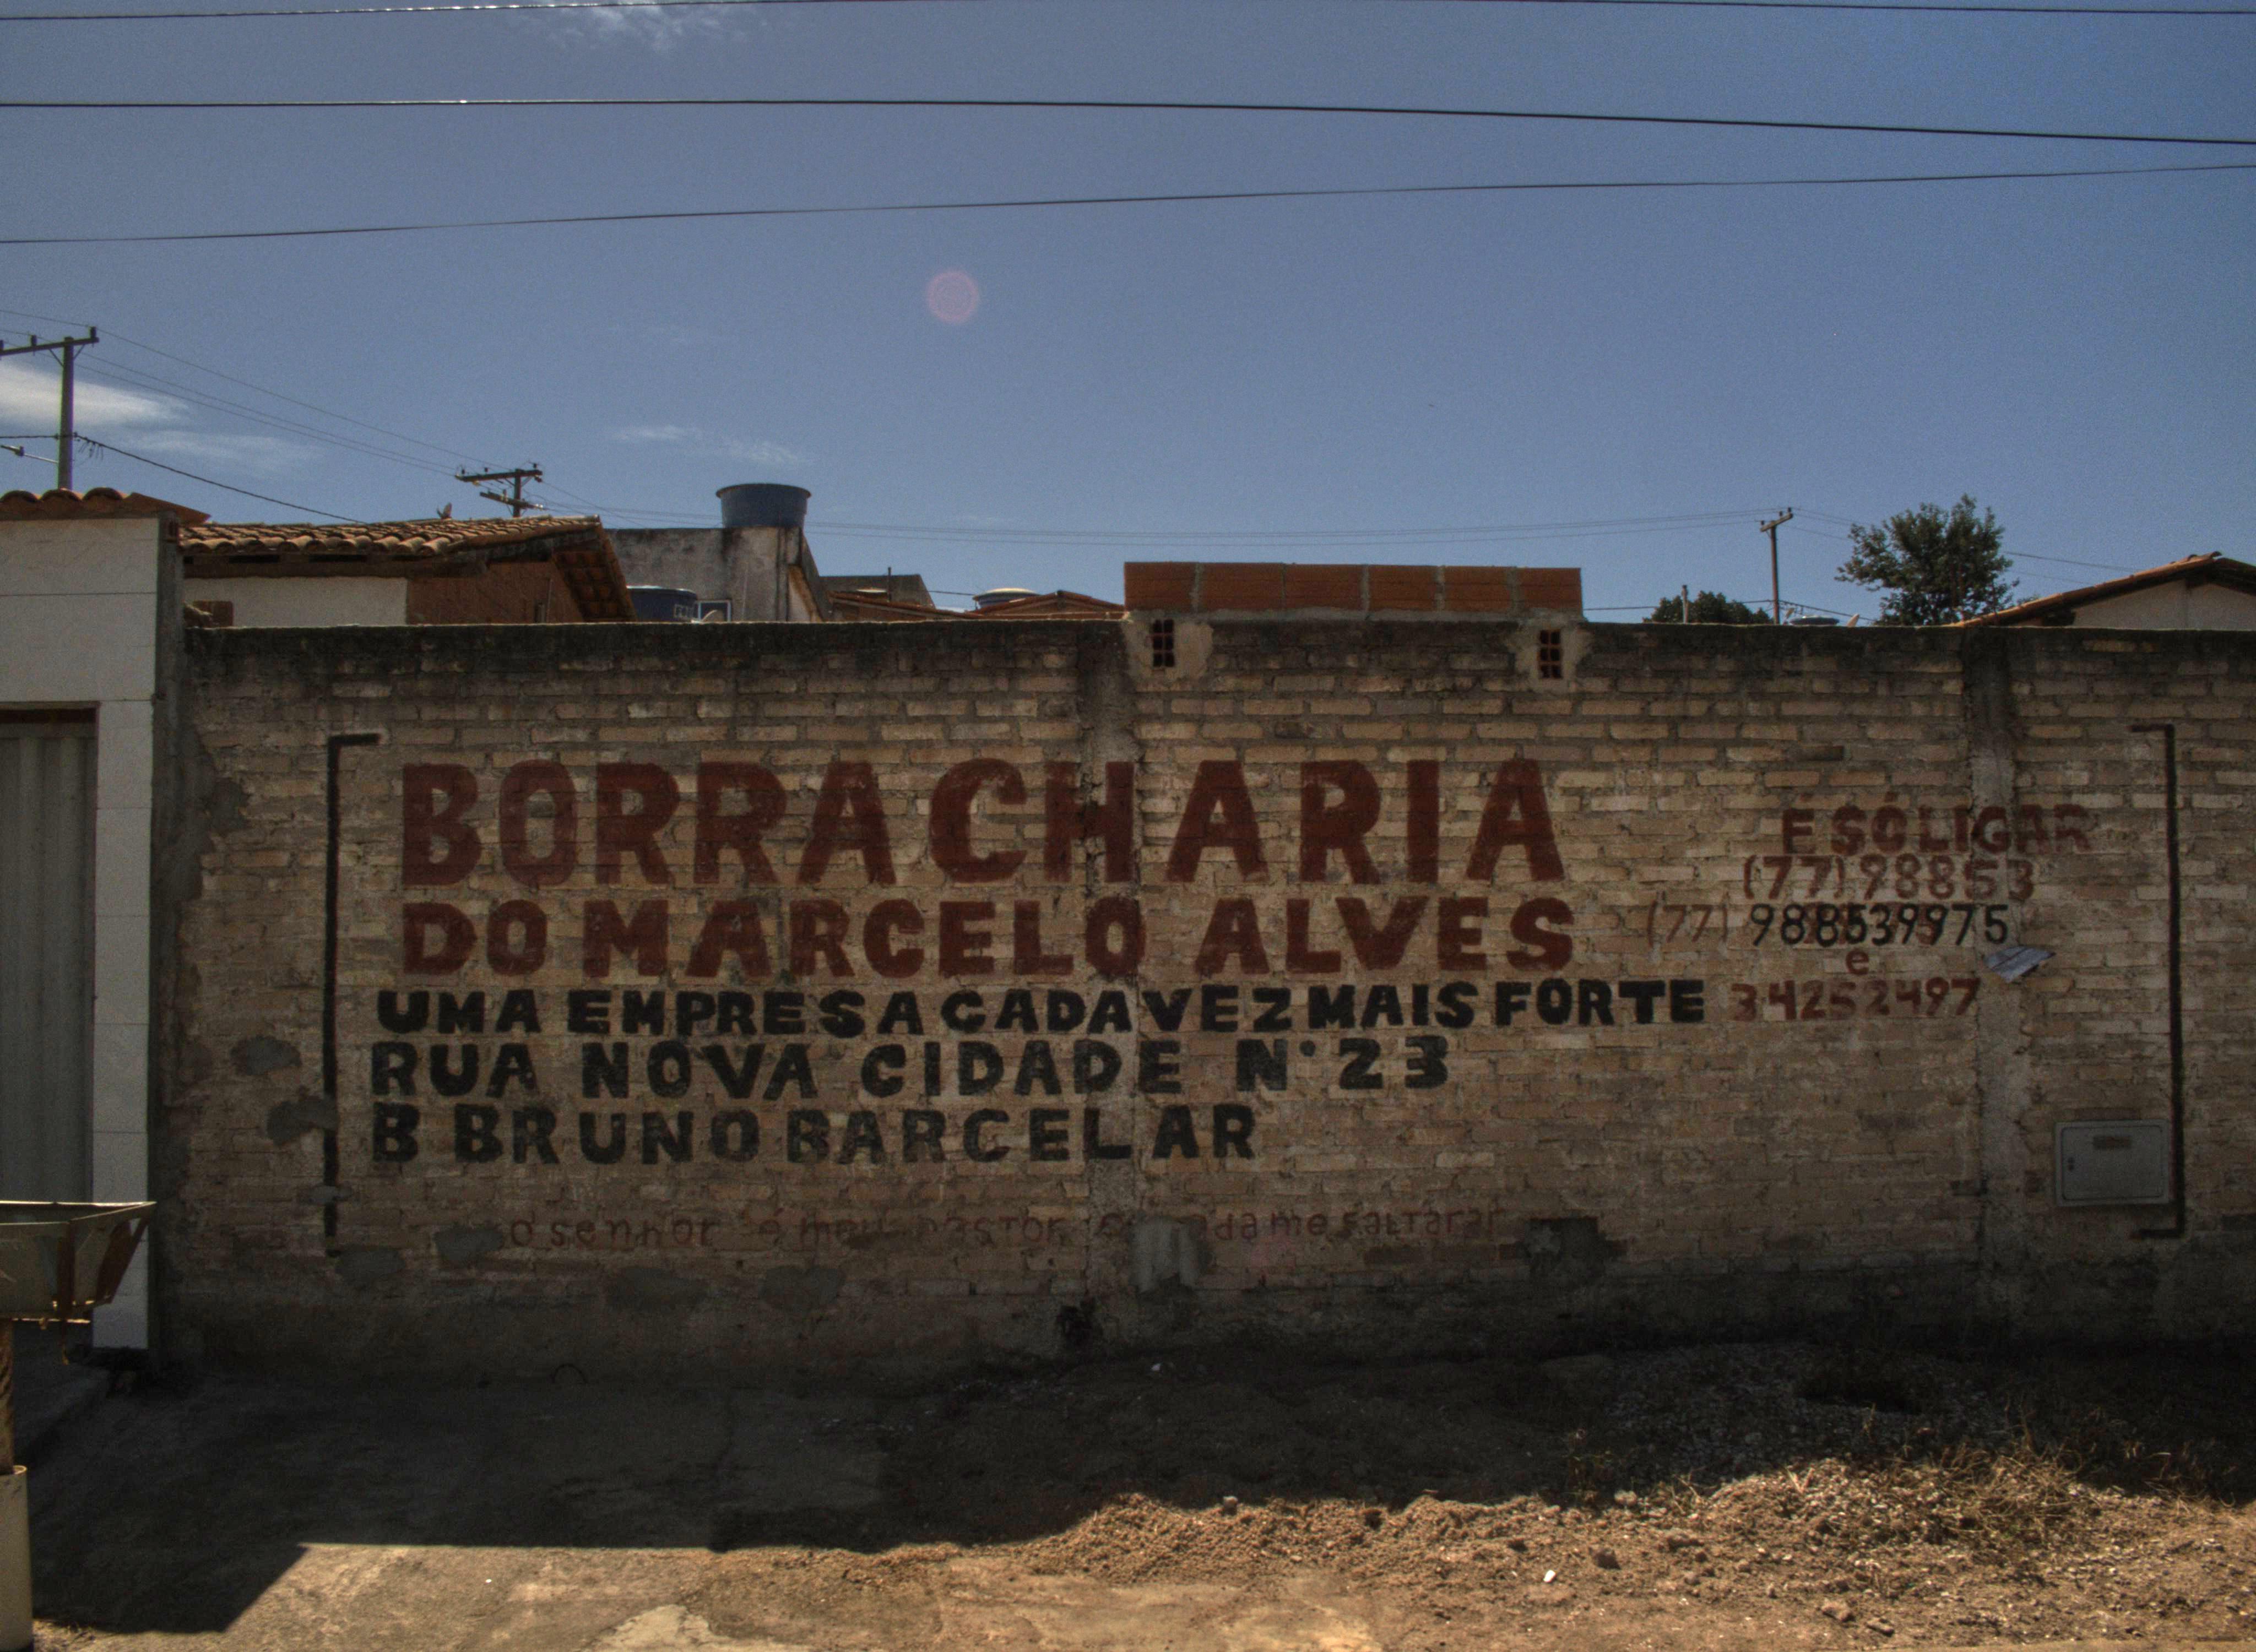 BORRACHARIA
DO MARCELO ALVES
UMA EMPRESA CADA VEZ MAIS FORTE
RUA NOVA CIDADE N° 23
B BRUNO BARCELAR
É SÓ LIGAR
(77) 98853
(77) 988539975
e
34252497
o senhor é meu pastor